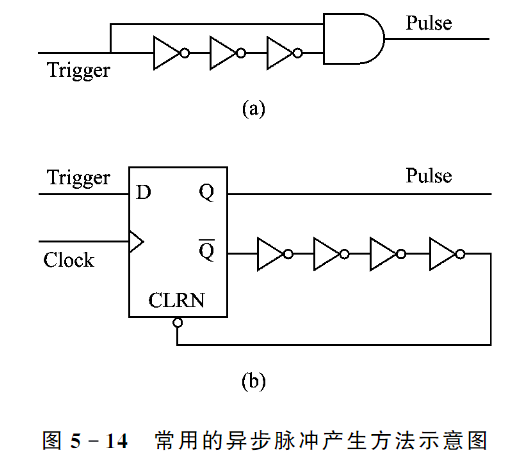 Pulse
Trigger
(a)
Trigger
Pulse
D
Q
Q̅
Clock
CLRN
(b)
图 5-14 常用的异步脉冲产生方法示意图